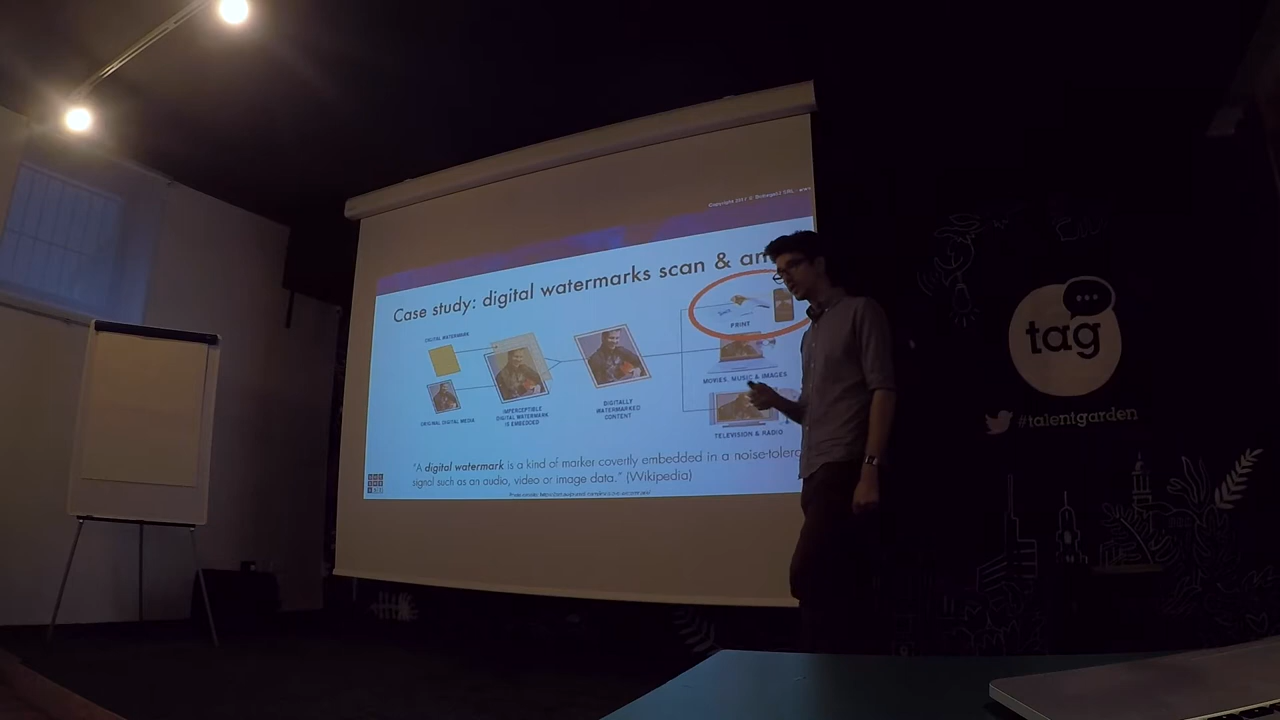 Case study: digital watermarks scan &
DIGITAL WATERMARK
ORIGINAL DIGITAL MEDIA
IMPERCEPTIBLE
DIGITAL WATERMARK
IS EMBEDDED
DIGITALLY
WATERMARKED
CONTENT
PRINT
MOVIES, MUSIC & IMAGES
TELEVISION & RADIO
"A digital watermark is a kind of marker covertly embedded in a noise-tolera
signal such as an audio, video or image data." (Wikipedia)
tag
#talentgarden